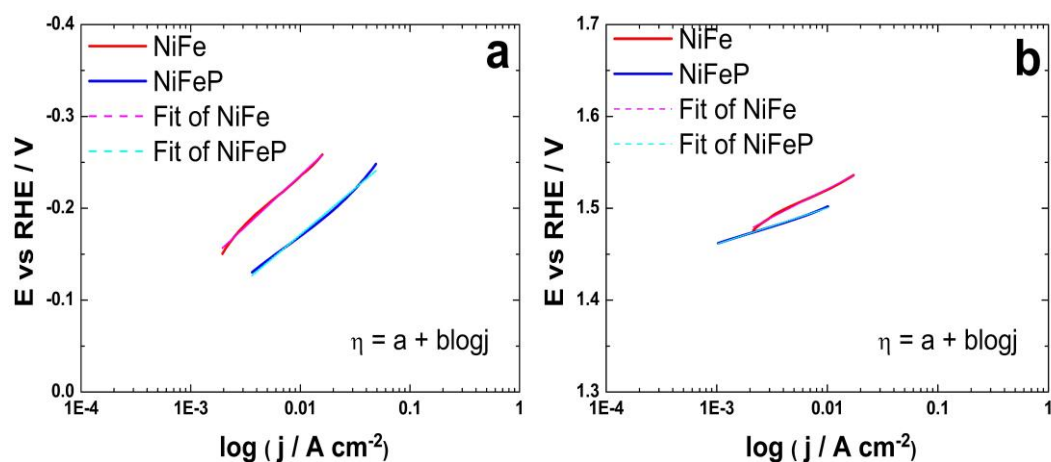 a
NiFe
NiFeP
Fit of NiFe
Fit of NiFeP
E vs RHE / V
-0.4
-0.3
-0.2
-0.1
0.0
η = a + blogj
1E-4 1E-3 0.01 0.1 1
log ( j / A cm⁻²)
b
NiFe
NiFeP
Fit of NiFe
Fit of NiFeP
E vs RHE / V
1.7
1.6
1.5
1.4
1.3
η = a + blogj
1E-4 1E-3 0.01 0.1 1
log ( j / A cm⁻²)